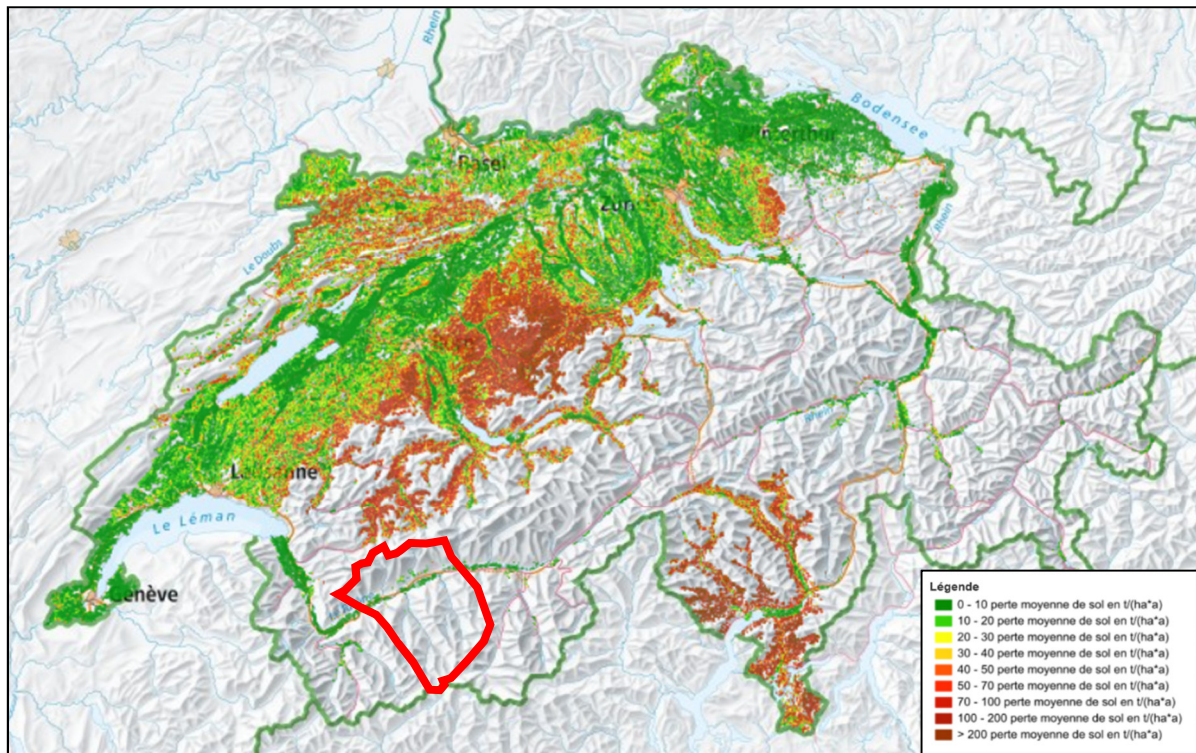 Rhein
Bodensee
Winterthur
Basel
Rhein
Le Doubs
Rhein
Lausanne
Le Léman
Genève
Légende
0 - 10 perte moyenne de sol en t/(ha*a)
10 - 20 perte moyenne de sol en t/(ha*a)
20 - 30 perte moyenne de sol en t/(ha*a)
30 - 40 perte moyenne de sol en t/(ha*a)
40 - 50 perte moyenne de sol en t/(ha*a)
50 - 70 perte moyenne de sol en t/(ha*a)
70 - 100 perte moyenne de sol en t/(ha*a)
100 - 200 perte moyenne de sol en t/(ha*a)
> 200 perte moyenne de sol en t/(ha*a)